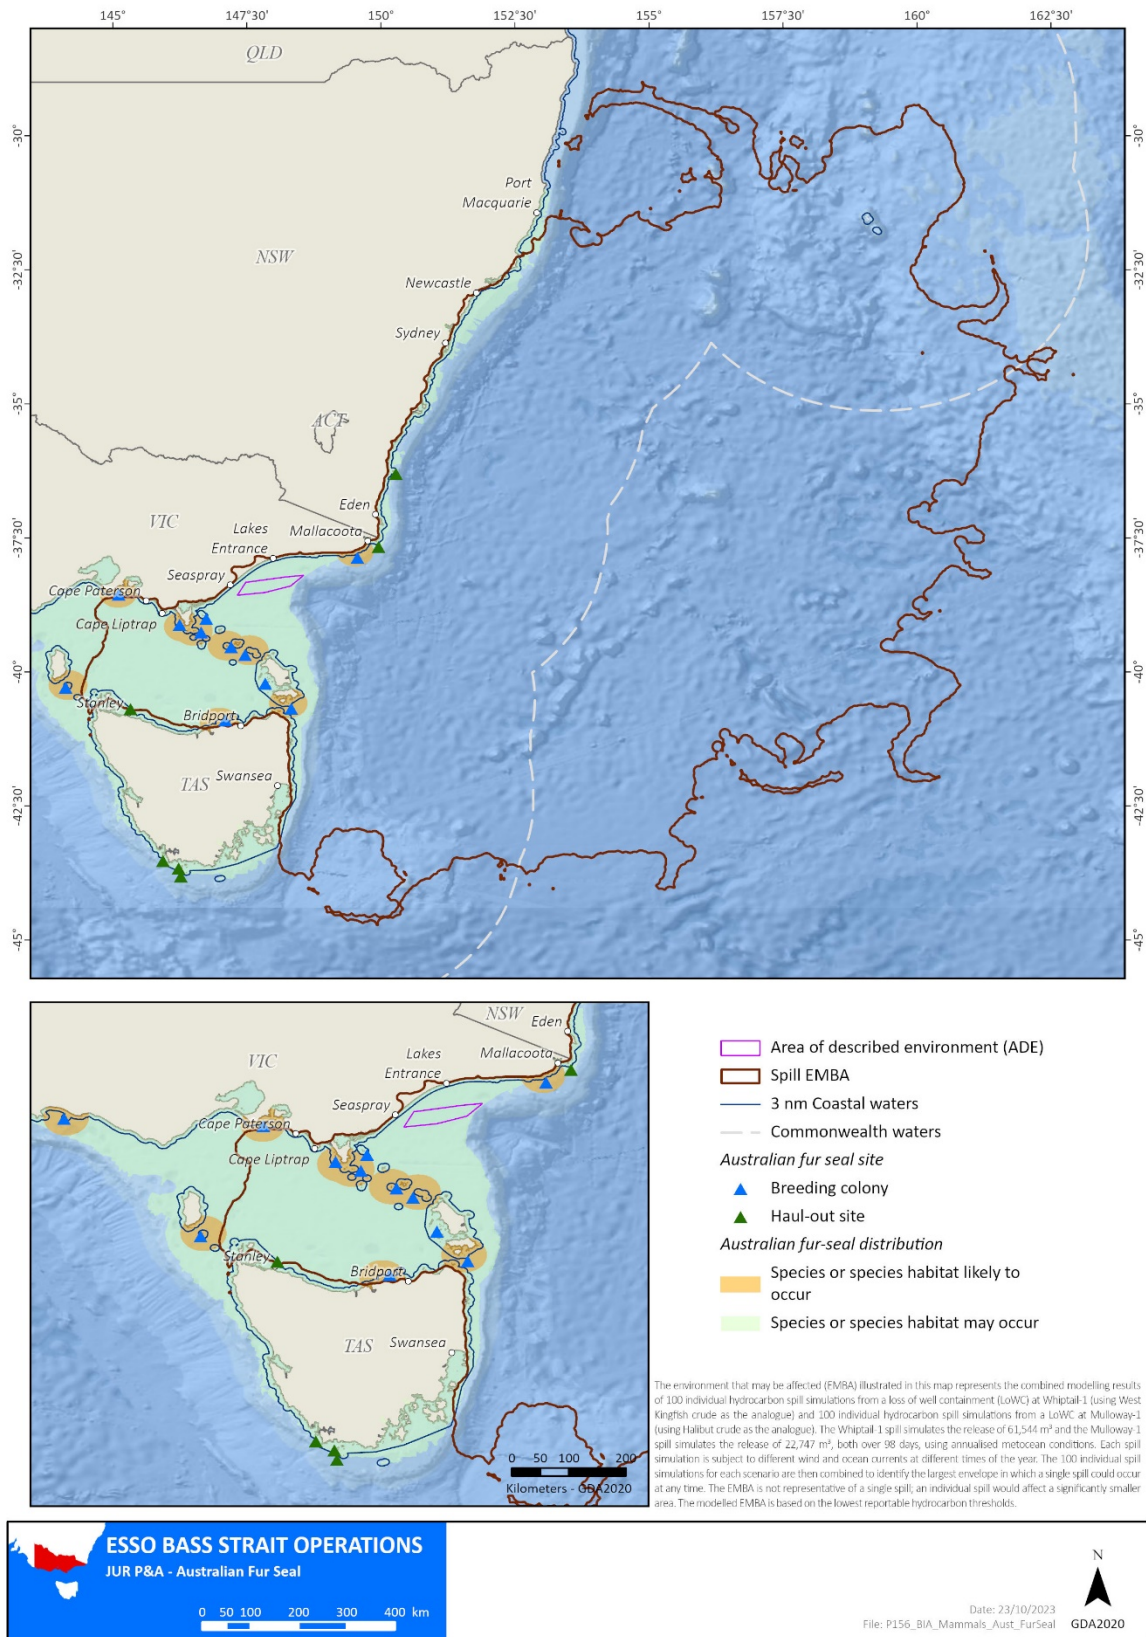 145° 147°30' 150° 152°30' 155° 157°30' 160° 162°30'
QLD
-30° -30°
Port
Macquarie
NSW
-32°30' -32°30'
Newcastle
Sydney
-35° -35°
ACT
Eden
VIC
Lakes
Entrance
Mallacoota
-37°30' -37°30'
Seaspray
Cape Paterson
Cape Liptrap
-40° -40°
Stanley
Bridport
TAS
Swansea
-42°30' -42°30'
-45° -45°
NSW
Eden
Mallacoota
VIC
Lakes
Entrance
Seaspray
Cape Paterson
Cape Liptrap
Stanley
Bridport
TAS
Swansea
0 50 100 200
Kilometers - GDA2020
Area of described environment (ADE)
Spill EMBA
3 nm Coastal waters
Commonwealth waters
Australian fur seal site
Breeding colony
Haul-out site
Australian fur-seal distribution
Species or species habitat likely to
occur
Species or species habitat may occur
The environment that may be affected (EMBA) illustrated in this map represents the combined modelling results
of 100 individual hydrocarbon spill simulations from a loss of well containment (LoWC) at Whiptail-1 (using West
Kingfish crude as the analogue) and 100 individual hydrocarbon spill simulations from a LoWC at Mulloway-1
(using Halibut crude as the analogue). The Whiptail-1 spill simulates the release of 61,544 m³ and the Mulloway-1
spill simulates the release of 22,747 m³, both over 98 days, using annualised metocean conditions. Each spill
simulation is subject to different wind and ocean currents at different times of the year. The 100 individual spill
simulations for each scenario are then combined to identify the largest envelope in which a single spill could occur
at any time. The EMBA is not representative of a single spill; an individual spill would affect a significantly smaller
area. The modelled EMBA is based on the lowest reportable hydrocarbon thresholds.
ESSO BASS STRAIT OPERATIONS
JUR P&A - Australian Fur Seal
0 50 100 200 300 400 km
N
Date: 23/10/2023
File: P156_BIA_Mammals_Aust_FurSeal
GDA2020